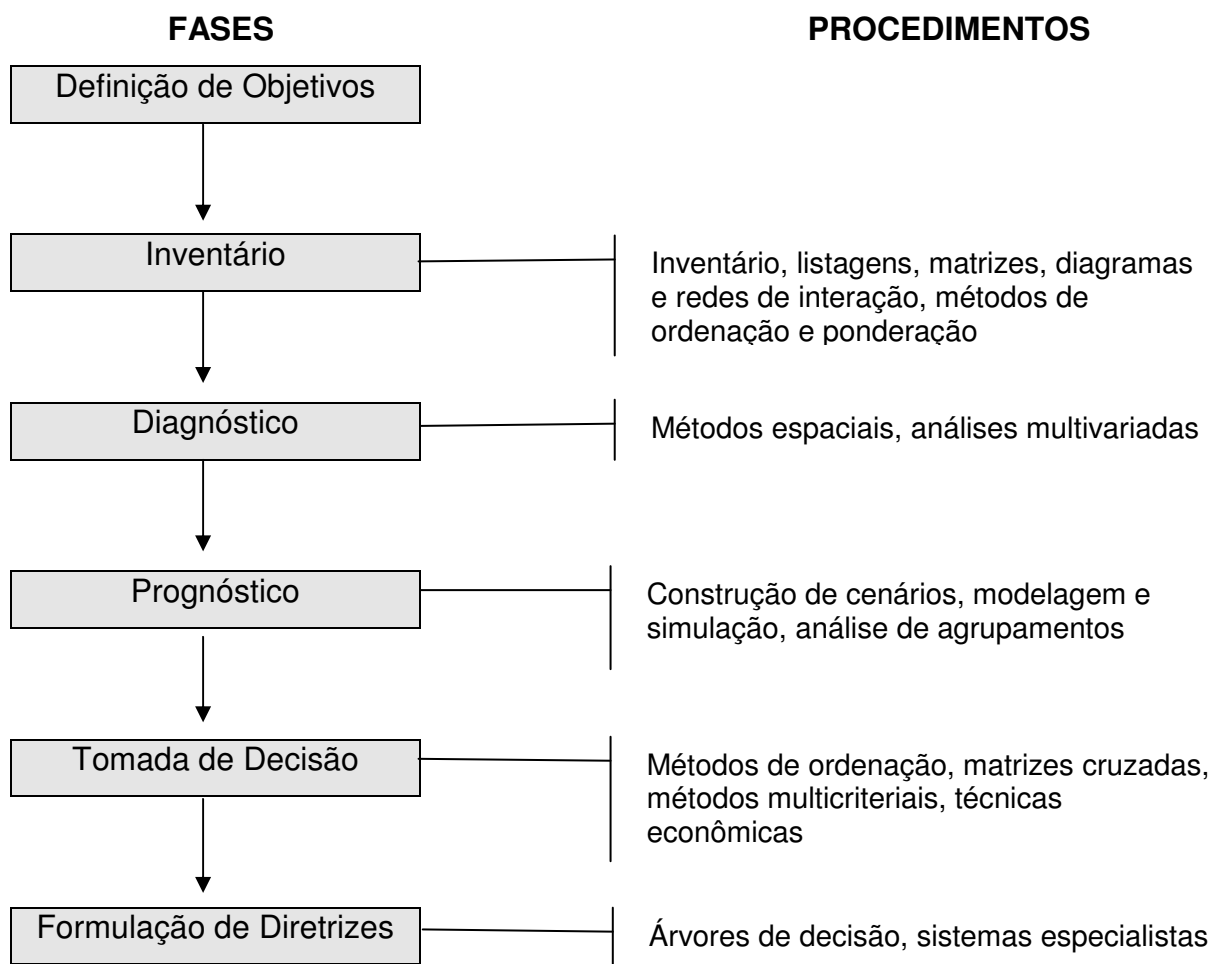 FASES
PROCEDIMENTOS
Definição de Objetivos
Inventário
Inventário, listagens, matrizes, diagramas
e redes de interação, métodos de
ordenação e ponderação
Diagnóstico
Métodos espaciais, análises multivariadas
Prognóstico
Construção de cenários, modelagem e
simulação, análise de agrupamentos
Tomada de Decisão
Métodos de ordenação, matrizes cruzadas,
métodos multicriteriais, técnicas
econômicas
Formulação de Diretrizes
Árvores de decisão, sistemas especialistas